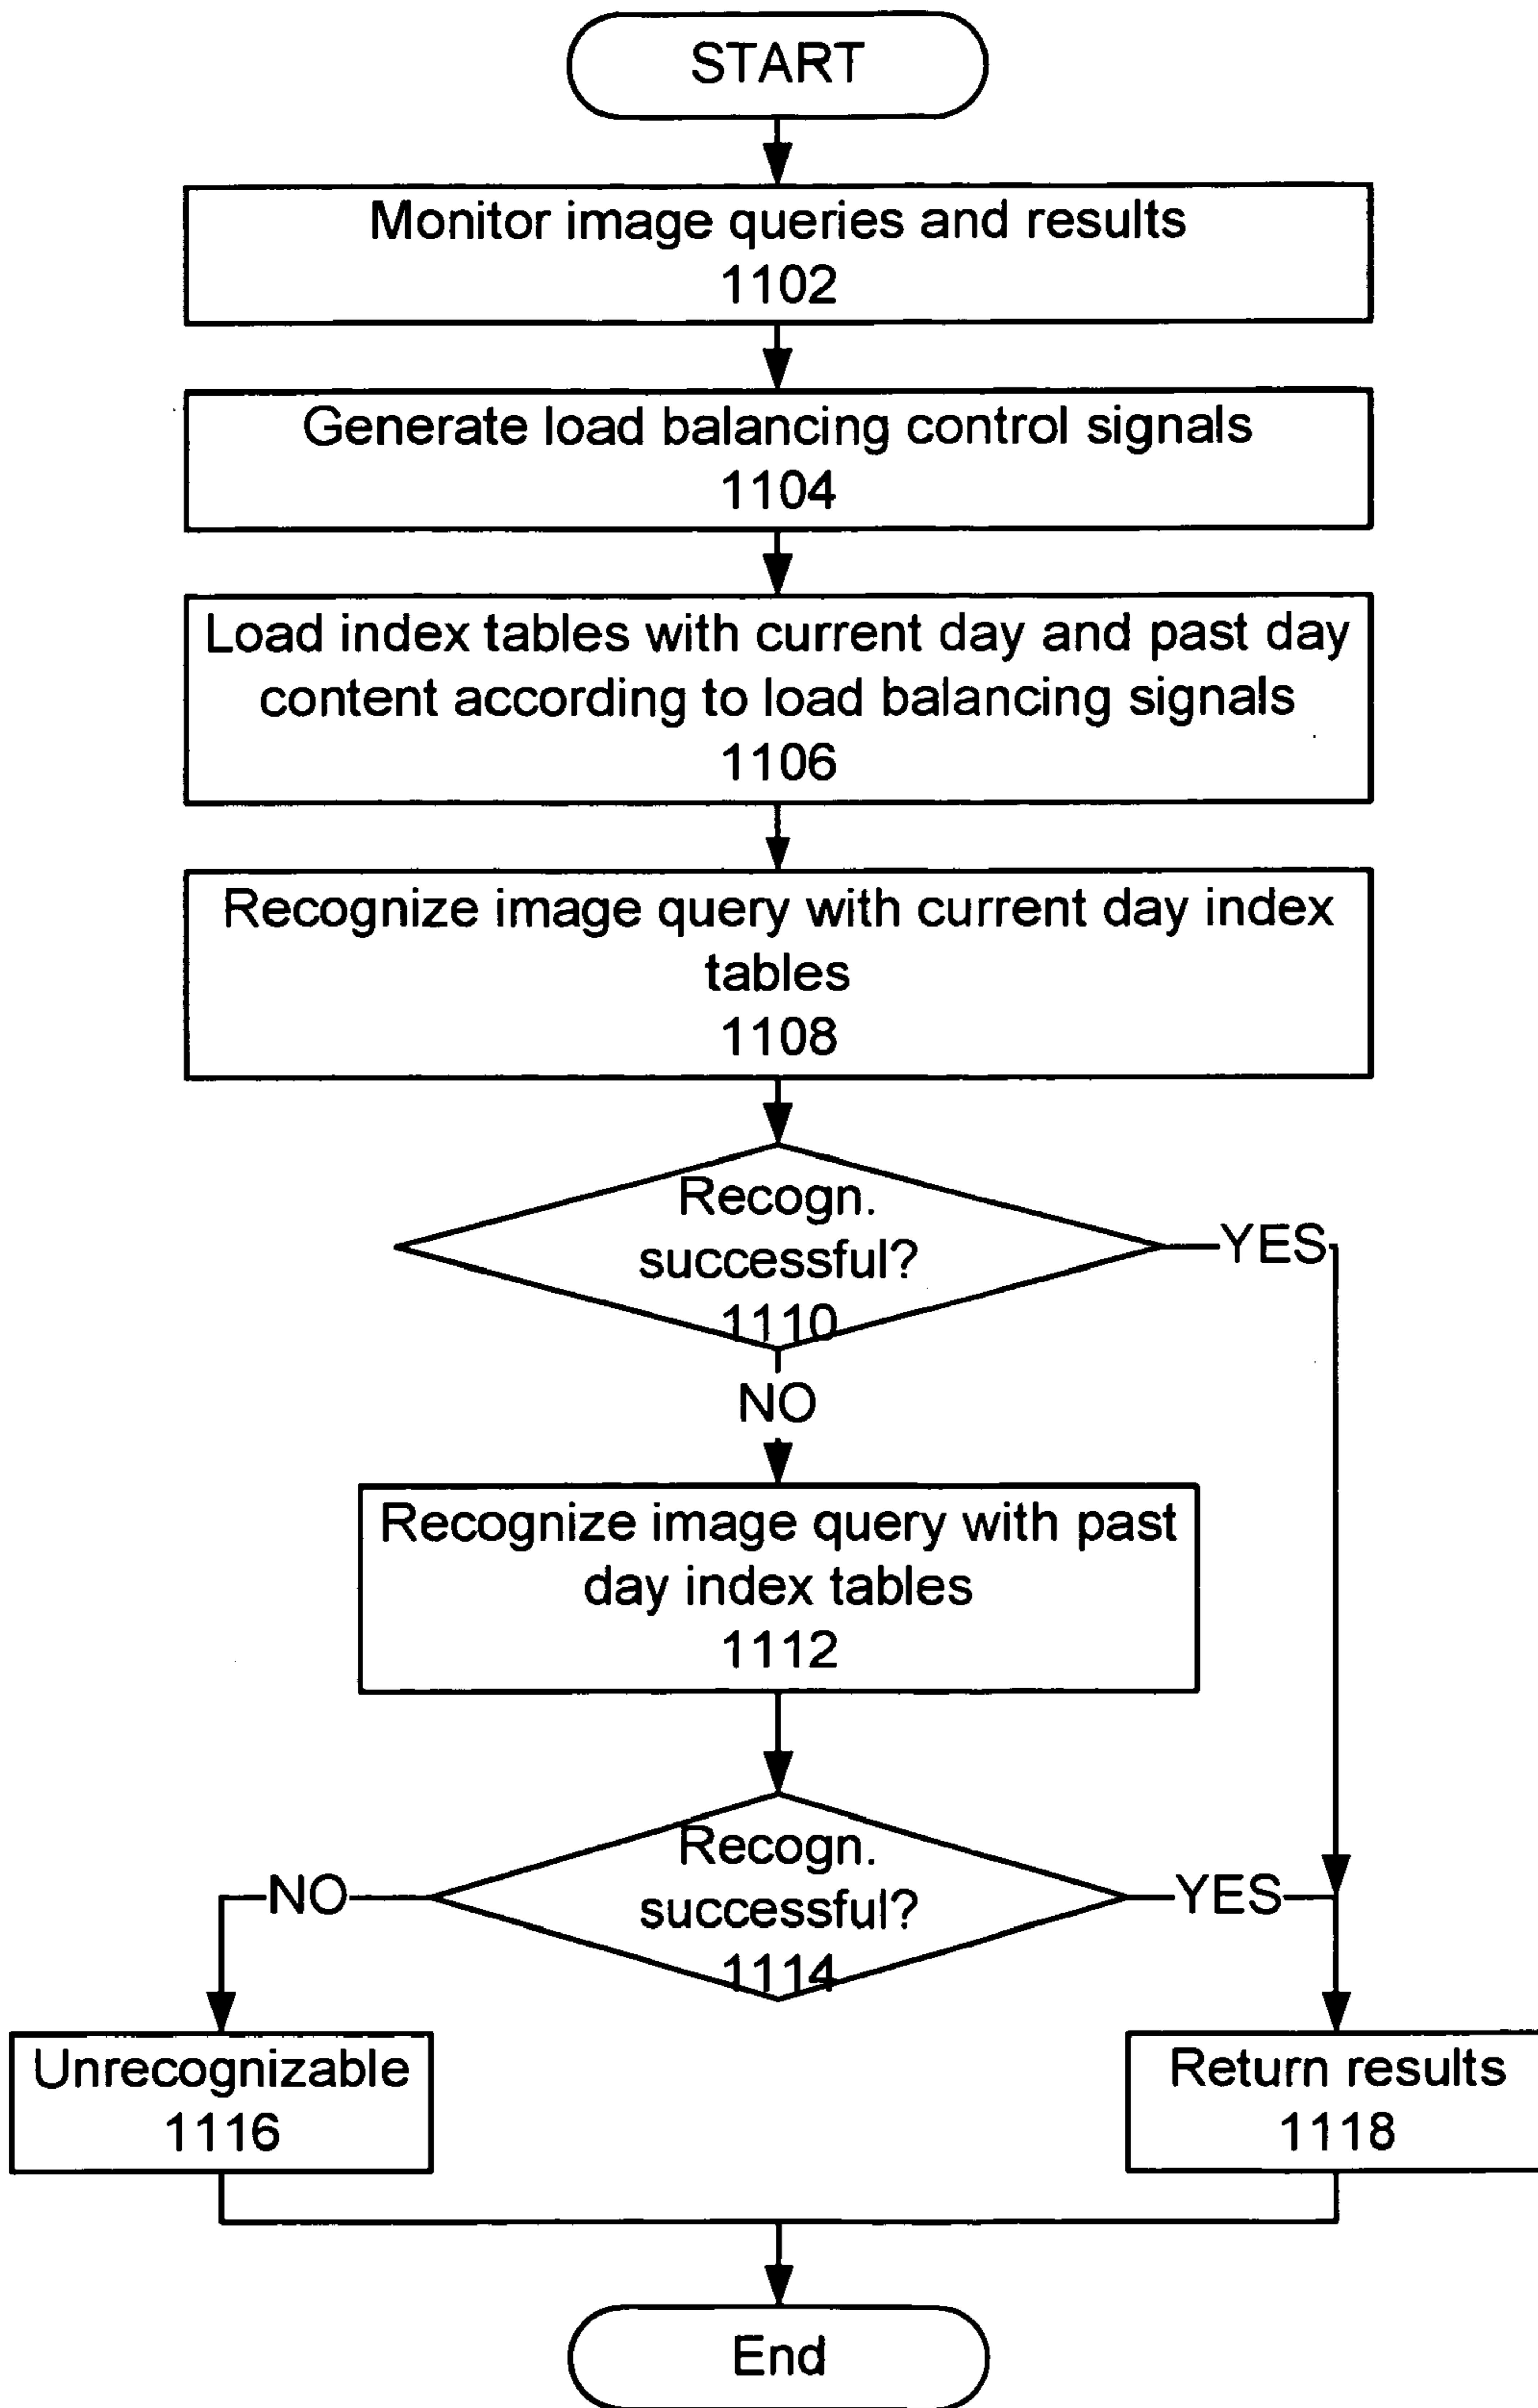 START
Monitor image queries and results
1102
Generate load balancing control signals
1104
Load index tables with current day and past day
content according to load balancing signals
1106
Recognize image query with current day index
tables
1108
Recogn.
successful?
1110
YES
NO
Recognize image query with past
day index tables
1112
Recogn.
successful?
1114
NO
YES
Unrecognizable
1116
Return results
1118
End